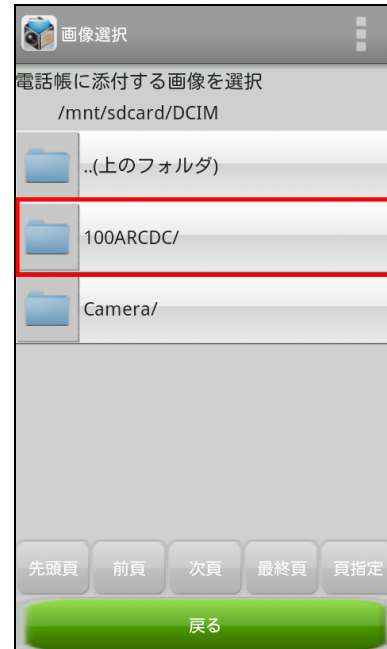 画像選択
電話帳に添付する画像を選択
/mnt/sdcard/DCIM
..(上のフォルダ)
100ARCDC/
Camera/
先頭頁 前頁 次頁 最終頁 頁指定
戻る